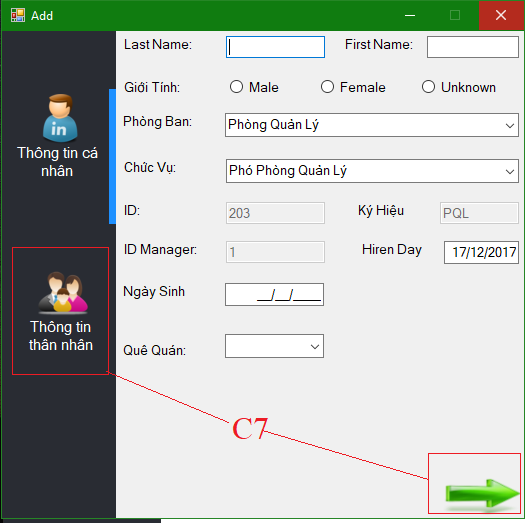 Add
Last Name:
First Name:
Giới Tính:
Male
Female
Unknown
Phòng Ban:
Phòng Quản Lý
Chức Vụ:
Phó Phòng Quản Lý
ID:
203
Ký Hiệu
PQL
ID Manager:
1
Hiren Day
17/12/2017
Ngày Sinh
__/__/____
Quê Quán:
in
Thông tin cá
nhân
Thông tin
thân nhân
C7